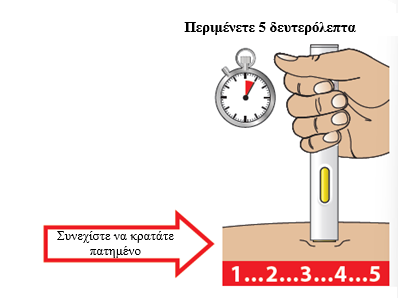 Περιμένετε 5 δευτερόλεπτα
Συνεχίστε να κρατάτε
πατημένο
1...2...3...4...5